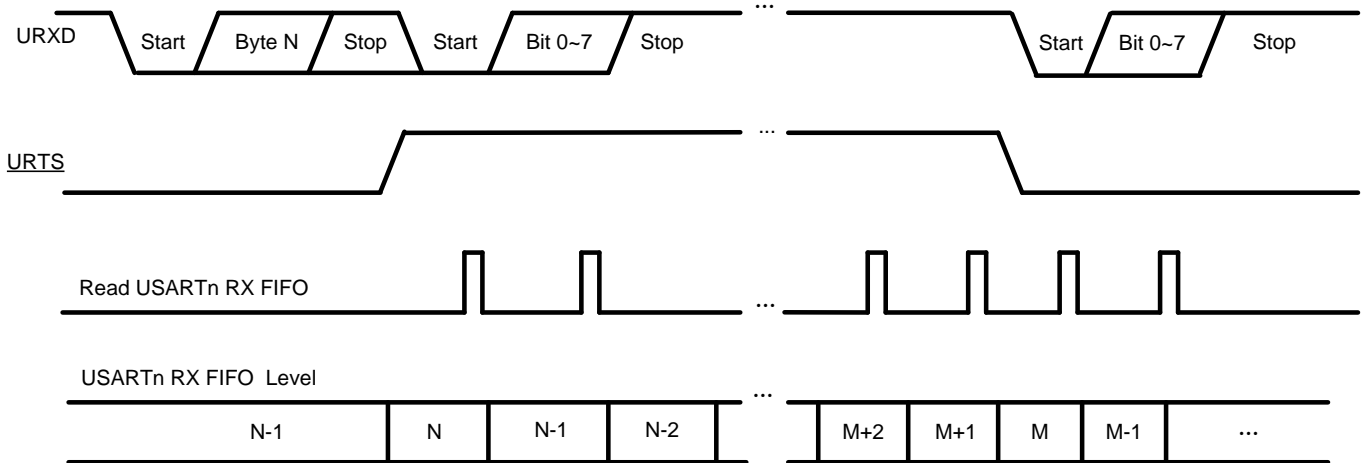 ...
URXD Start Byte N Stop Start Bit 0~7 Stop Start Bit 0~7 Stop
URTS ...
Read USARTn RX FIFO ...
USARTn RX FIFO Level
...
N-1 N N-1 N-2 M+2 M+1 M M-1 ...